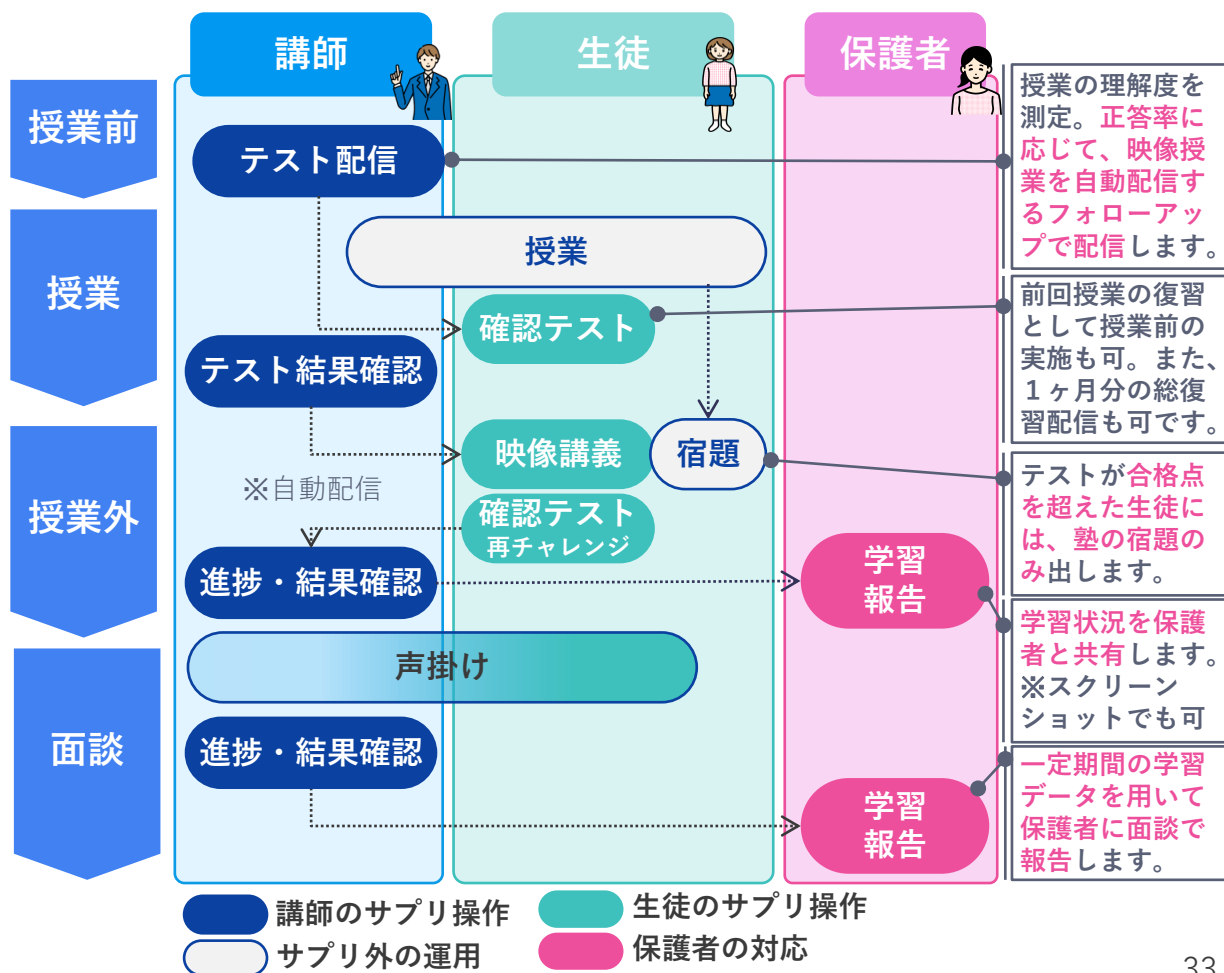 講師
生徒
保護者
授業前
テスト配信
授業の理解度を
測定。正答率に
応じて、映像授
業を自動配信す
るフォローアッ
プで配信します。
授業
授業
確認テスト
テスト結果確認
前回授業の復習
として授業前の
実施も可。また、
１ヶ月分の総復
習配信も可です。
授業外
映像講義
宿題
※自動配信
確認テスト
再チャレンジ
進捗・結果確認
学習
報告
テストが合格点
を超えた生徒に
は、塾の宿題の
み出します。
学習状況を保護
者と共有します。
※スクリーン
ショットでも可
声掛け
面談
進捗・結果確認
学習
報告
一定期間の学習
データを用いて
保護者に面談で
報告します。
講師のサプリ操作
生徒のサプリ操作
サプリ外の運用
保護者の対応
33